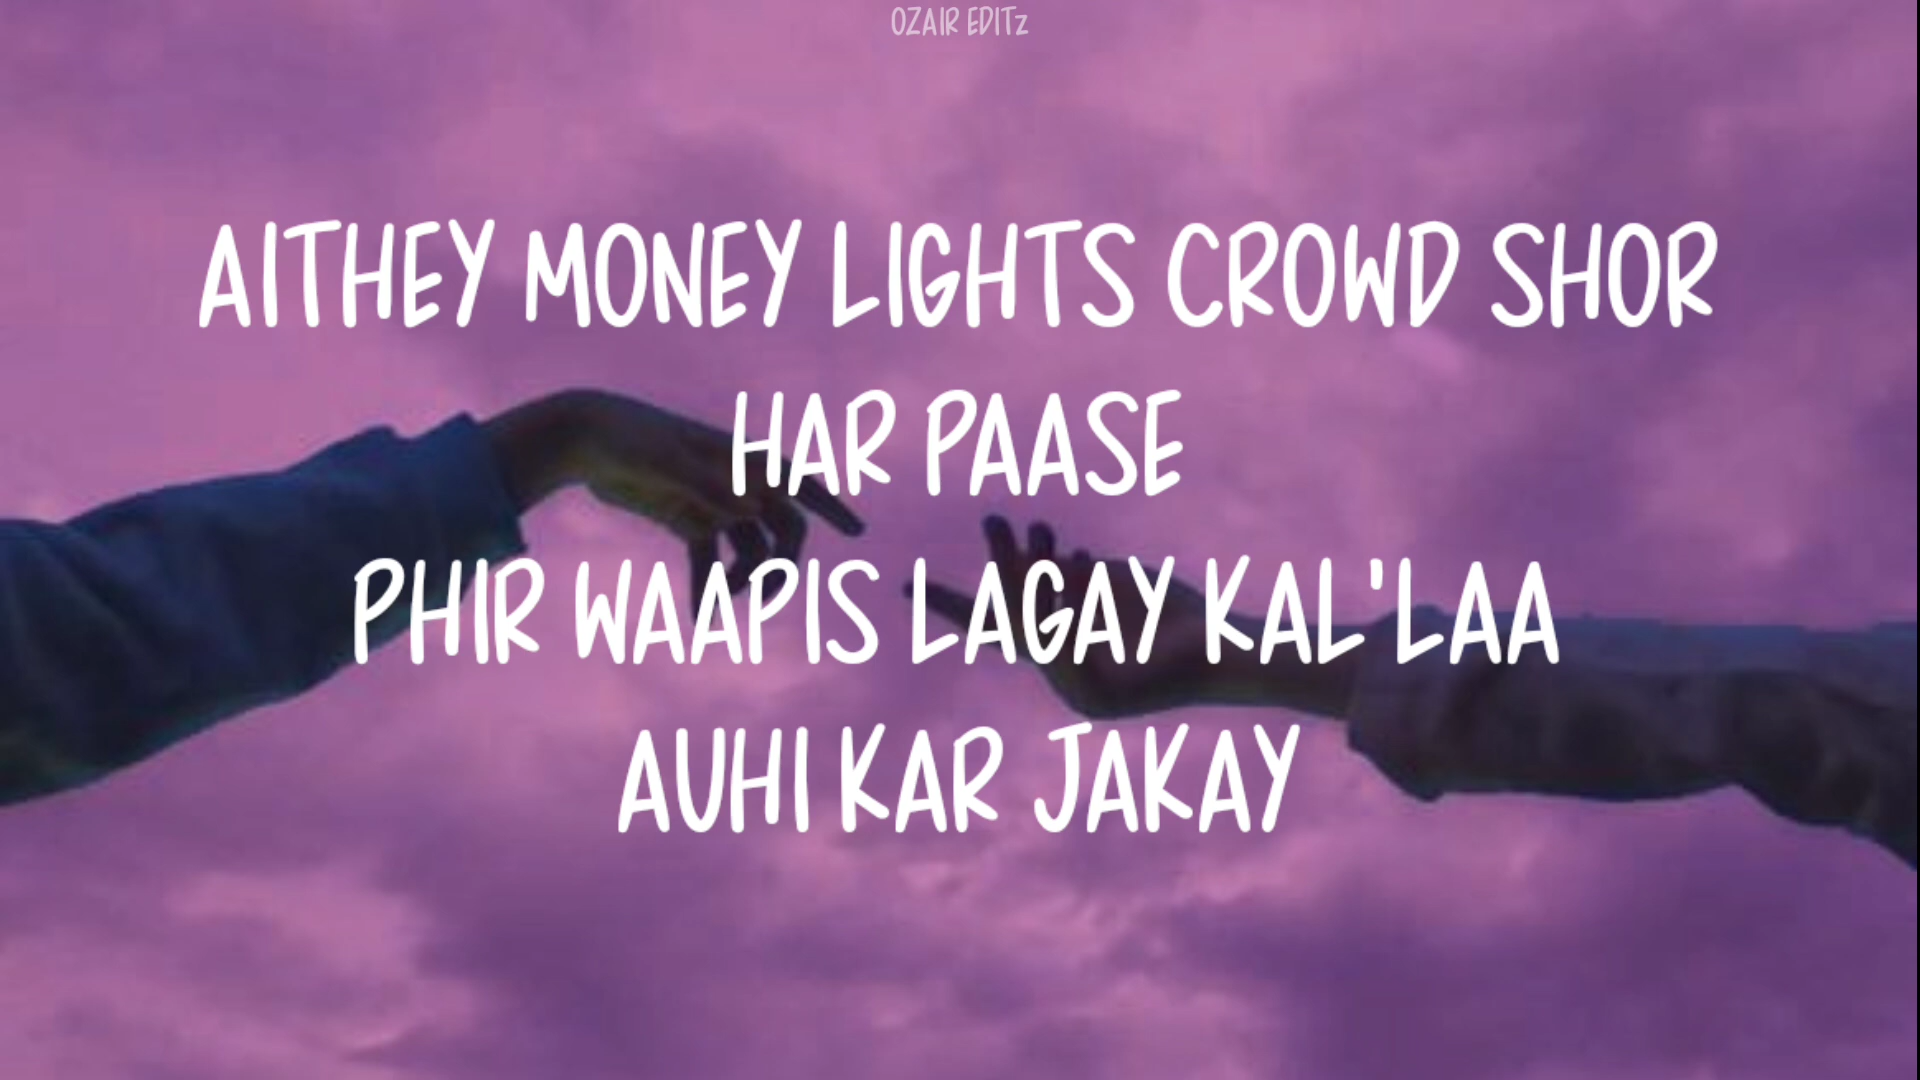 OZAIR EDITz
AITHEY MONEY LIGHTS CROWD SHOR
HAR PAASE
PHIR WAAPIS LAGAY KAL'LAA
AUHI KAR JAKAY